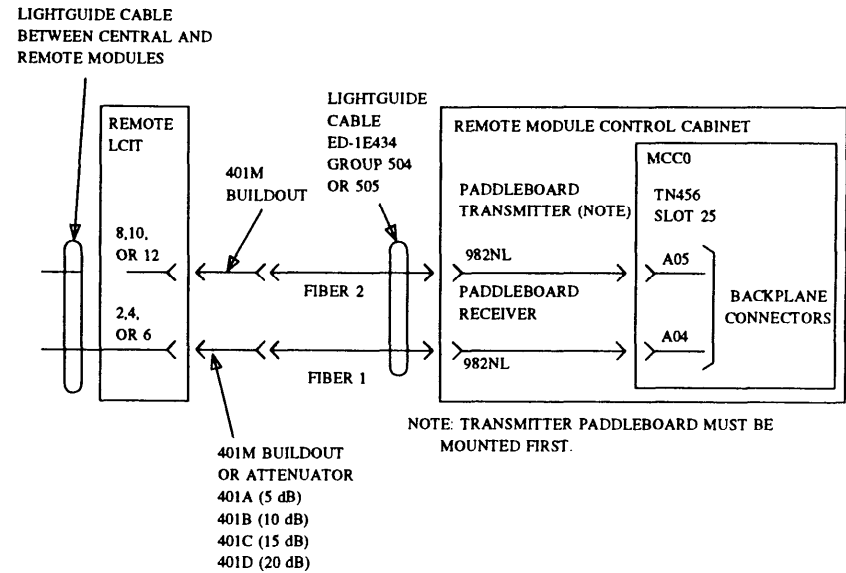 LIGHTGUIDE CABLE
BETWEEN CENTRAL AND
REMOTE MODULES
REMOTE
LCIT
8,10,
OR 12
2,4,
OR 6
401M
BUILDOUT
LIGHTGUIDE
CABLE
ED-1E434
GROUP 504
OR 505
FIBER 2
FIBER 1
REMOTE MODULE CONTROL CABINET
PADDLEBOARD
TRANSMITTER (NOTE)
982NL
PADDLEBOARD
RECEIVER
982NL
MCC0
TN456
SLOT 25
A05
A04
BACKPLANE
CONNECTORS
NOTE: TRANSMITTER PADDLEBOARD MUST BE
MOUNTED FIRST.
401M BUILDOUT
OR ATTENUATOR
401A (5 dB)
401B (10 dB)
401C (15 dB)
401D (20 dB)